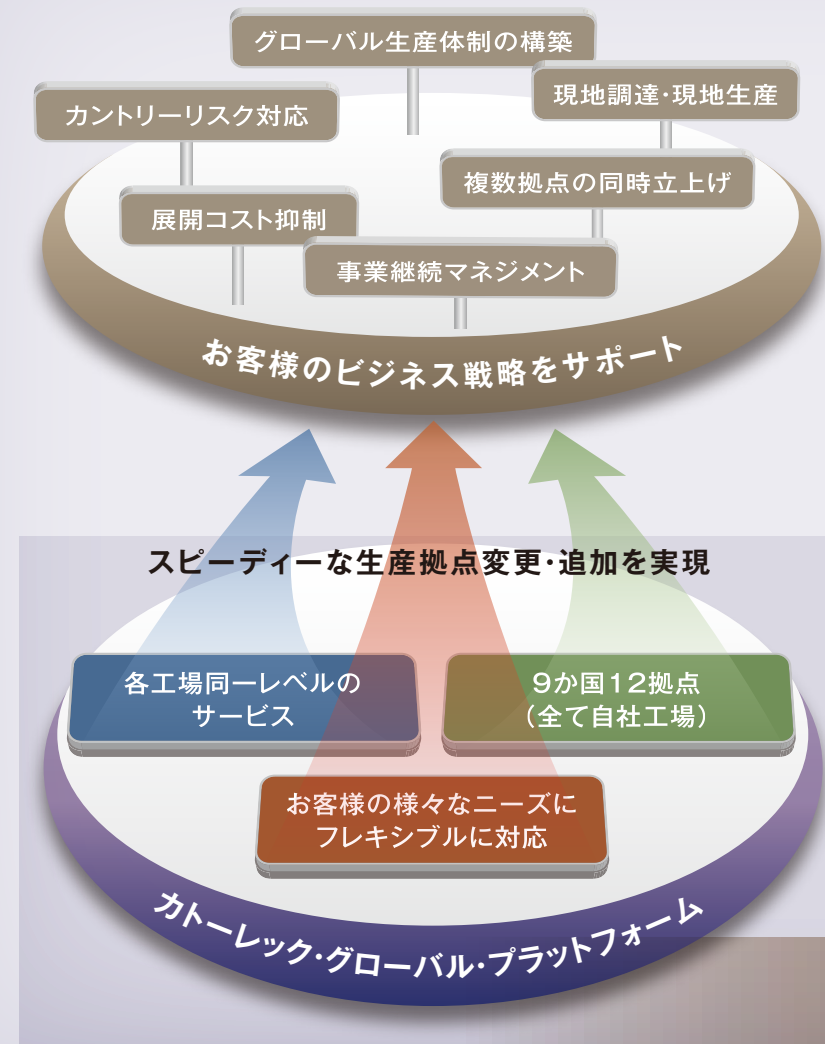 グローバル生産体制の構築
現地調達・現地生産
カントリーリスク対応
複数拠点の同時立上げ
展開コスト抑制
事業継続マネジメント
お客様のビジネス戦略をサポート
スピーディーな生産拠点変更・追加を実現
各工場同一レベルの
サービス
9か国12拠点
（全て自社工場）
お客様の様々なニーズに
フレキシブルに対応
カトーレック・グローバル・プラットフォーム